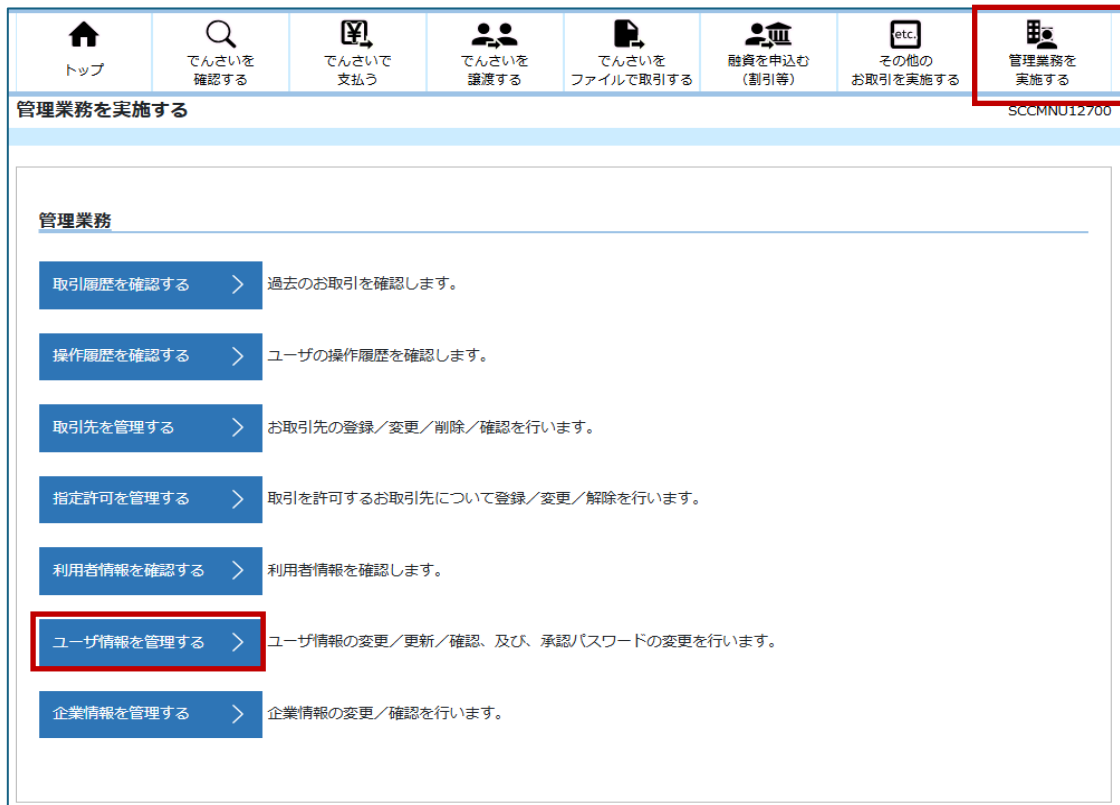 トップ
でんさいを
確認する
でんさいで
支払う
でんさいを
譲渡する
でんさいを
ファイルで取引する
融資を申込む
（割引等）
etc.
その他の
お取引を実施する
管理業務を
実施する
管理業務を実施する
SCCMNU12700
管理業務
取引履歴を確認する 過去のお取引を確認します。
操作履歴を確認する ユーザの操作履歴を確認します。
取引先を管理する お取引先の登録／変更／削除／確認を行います。
指定許可を管理する 取引を許可するお取引先について登録／変更／解除を行います。
利用者情報を確認する 利用者情報を確認します。
ユーザ情報を管理する ユーザ情報の変更／更新／確認、及び、承認パスワードの変更を行います。
企業情報を管理する 企業情報の変更／確認を行います。